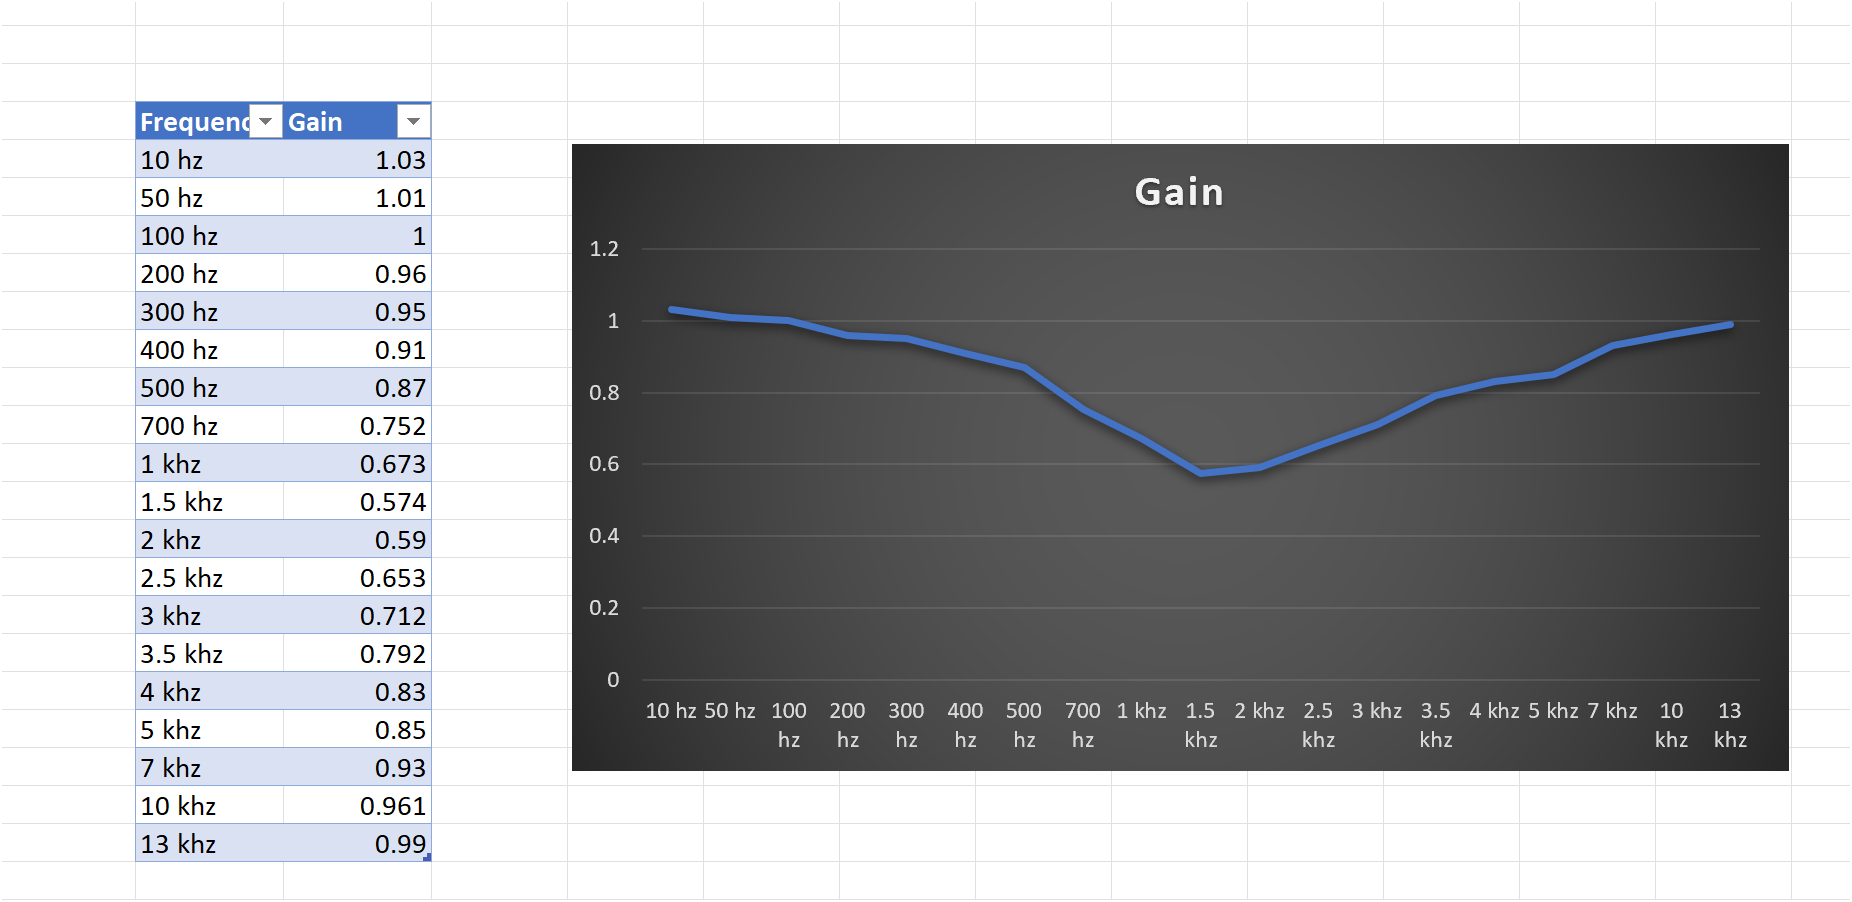 Frequenc Gain
10 hz 1.03
50 hz 1.01
100 hz 1
200 hz 0.96
300 hz 0.95
400 hz 0.91
500 hz 0.87
700 hz 0.752
1 khz 0.673
1.5 khz 0.574
2 khz 0.59
2.5 khz 0.653
3 khz 0.712
3.5 khz 0.792
4 khz 0.83
5 khz 0.85
7 khz 0.93
10 khz 0.961
13 khz 0.99
Gain
1.2
1
0.8
0.6
0.4
0.2
0
10 hz 50 hz 100 200 300 400 500 700 1 khz 1.5 2 khz 2.5 3 khz 3.5 4 khz 5 khz 7 khz 10 13
hz hz hz hz hz hz khz khz khz khz khz